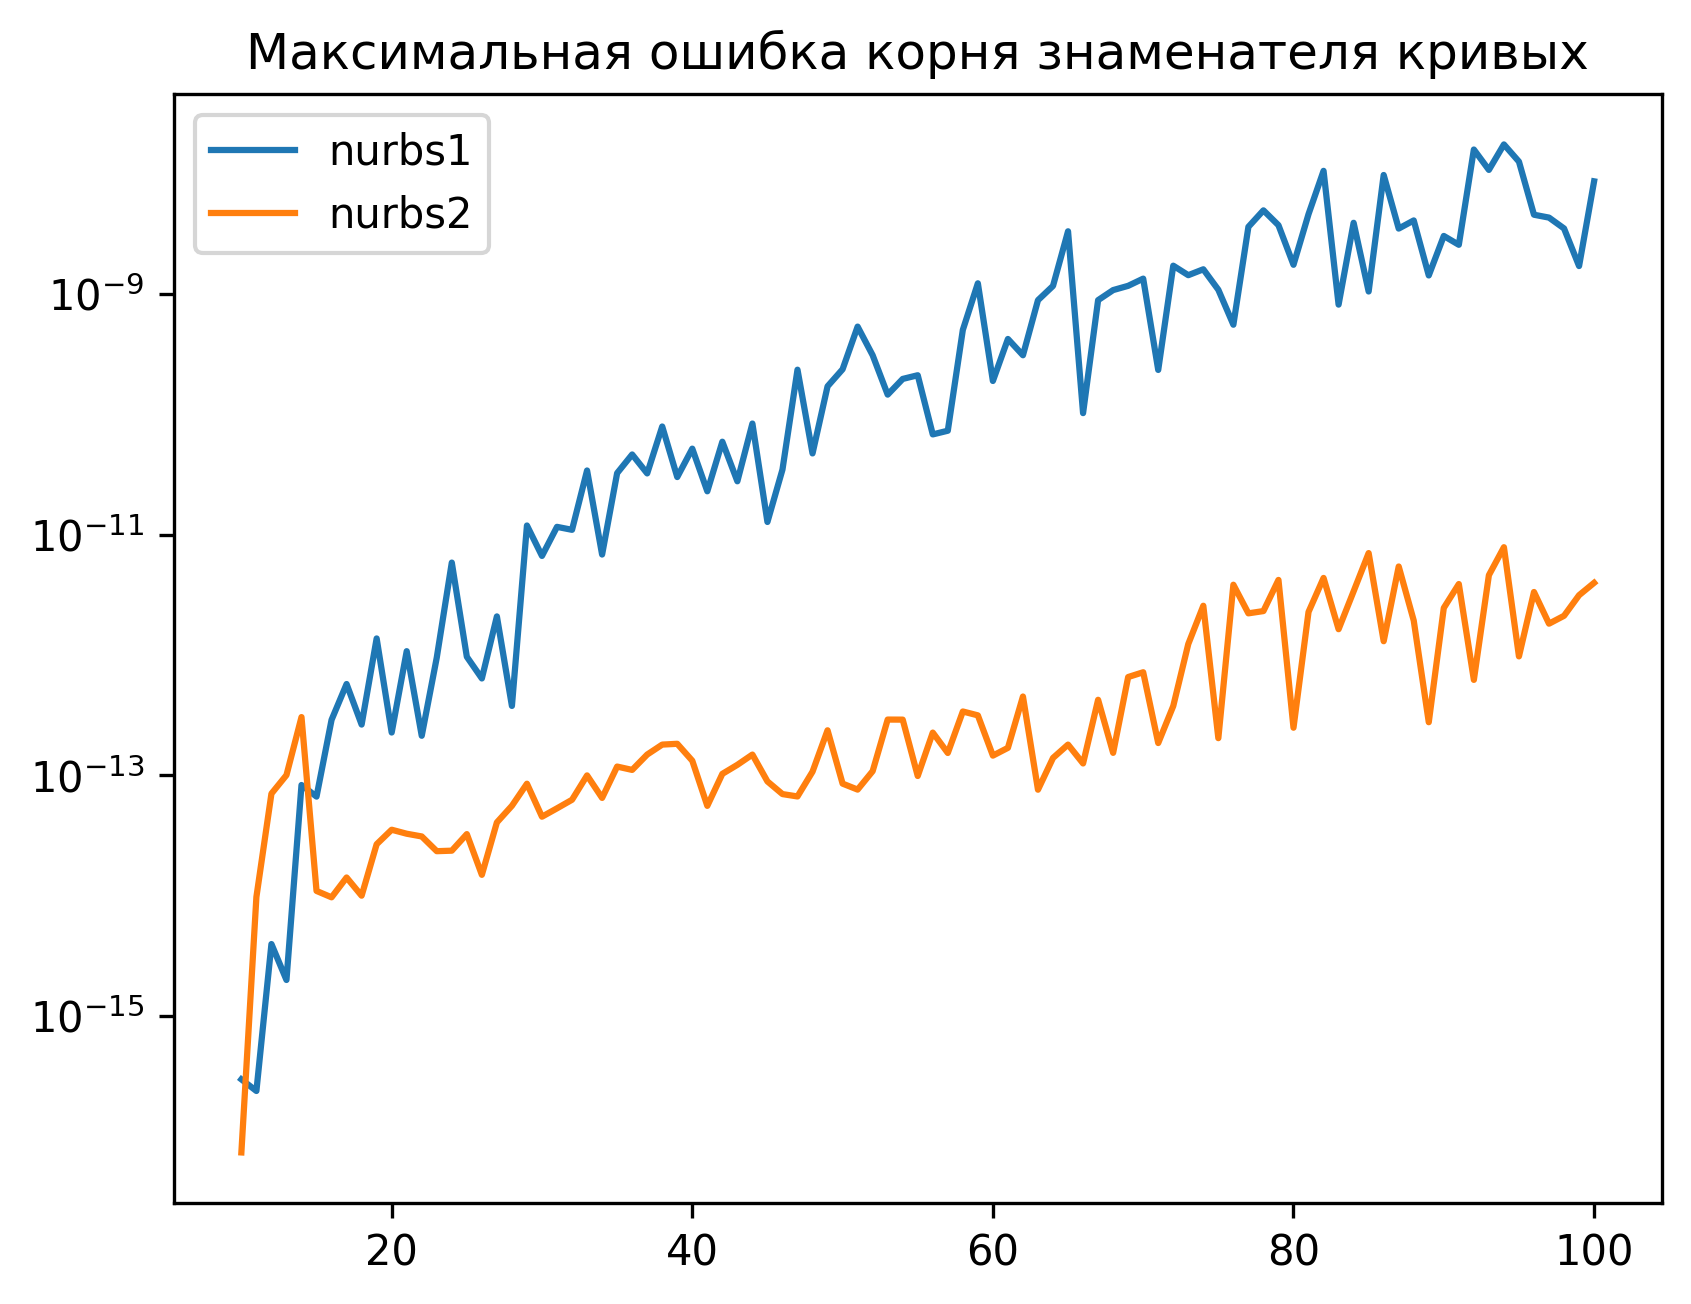 Максимальная ошибка корня знаменателя кривых
nurbs1
nurbs2
10⁻⁹
10⁻¹¹
10⁻¹³
10⁻¹⁵
20 40 60 80 100